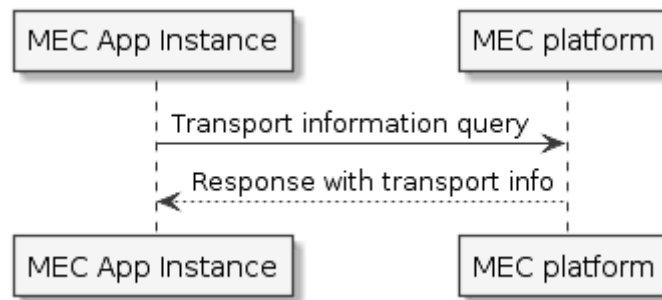 MEC App Instance
MEC platform
Transport information query
Response with transport info
MEC App Instance
MEC platform